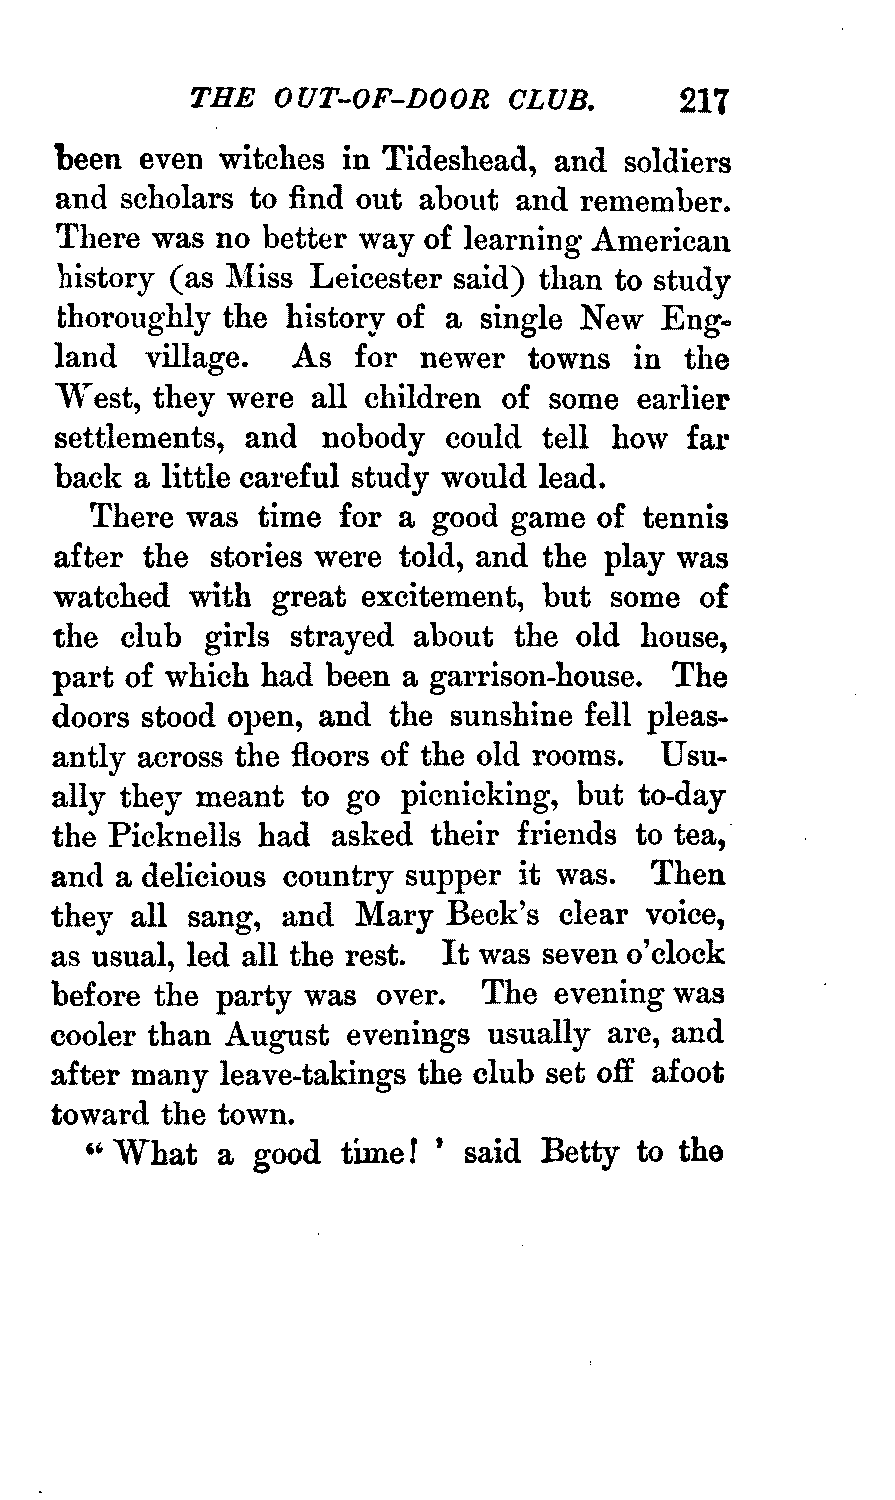 THE OUT-OF-DOOR CLUB. 217
been even witches in Tideshead, and soldiers
and scholars to find out about and remember.
There was no better way of learning American
history (as Miss Leicester said) than to study
thoroughly the history of a single New Eng-
land village. As for newer towns in the
West, they were all children of some earlier
settlements, and nobody could tell how far
back a little careful study would lead.
There was time for a good game of tennis
after the stories were told, and the play was
watched with great excitement, but some of
the club girls strayed about the old house,
part of which had been a garrison-house. The
doors stood open, and the sunshine fell pleas-
antly across the floors of the old rooms. Usu-
ally they meant to go picnicking, but to-day
the Picknells had asked their friends to tea,
and a delicious country supper it was. Then
they all sang, and Mary Beck's clear voice,
as usual, led all the rest. It was seven o'clock
before the party was over. The evening was
cooler than August evenings usually are, and
after many leave-takings the club set off afoot
toward the town.
“ What a good time! ' said Betty to the